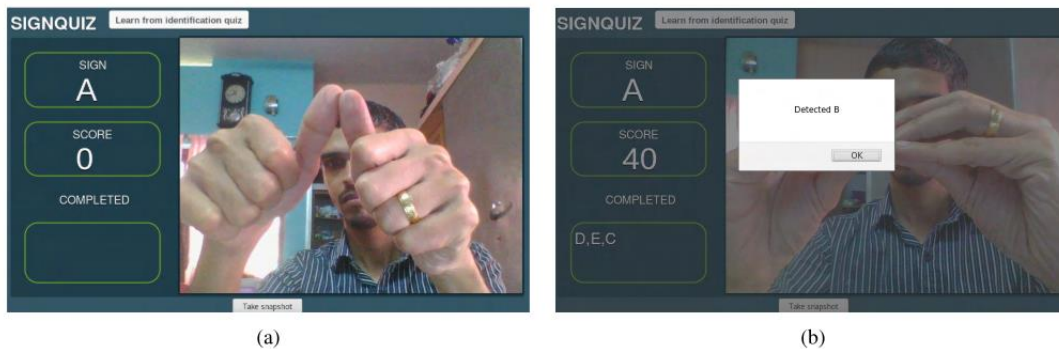 SIGNQUIZ Learn from identification quiz
SIGN
A
SCORE
0
COMPLETED
Take snapshot
(a)
SIGNQUIZ Learn from identification quiz
SIGN
A
Detected B
OK
SCORE
40
COMPLETED
D,E,C
Take snapshot
(b)